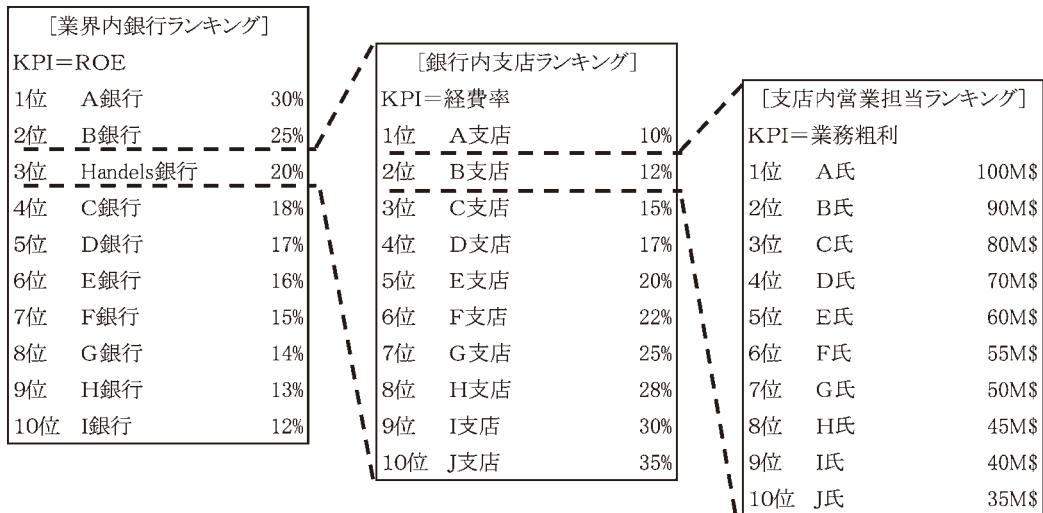 [業界内銀行ランキング]
KPI=ROE
1位 A銀行 30%
2位 B銀行 25%
3位 Handels銀行 20%
4位 C銀行 18%
5位 D銀行 17%
6位 E銀行 16%
7位 F銀行 15%
8位 G銀行 14%
9位 H銀行 13%
10位 I銀行 12%
[銀行内支店ランキング]
KPI=経費率
1位 A支店 10%
2位 B支店 12%
3位 C支店 15%
4位 D支店 17%
5位 E支店 20%
6位 F支店 22%
7位 G支店 25%
8位 H支店 28%
9位 I支店 30%
10位 J支店 35%
[支店内営業担当ランキング]
KPI=業務粗利
1位 A氏 100M$
2位 B氏 90M$
3位 C氏 80M$
4位 D氏 70M$
5位 E氏 60M$
6位 F氏 55M$
7位 G氏 50M$
8位 H氏 45M$
9位 I氏 40M$
10位 J氏 35M$